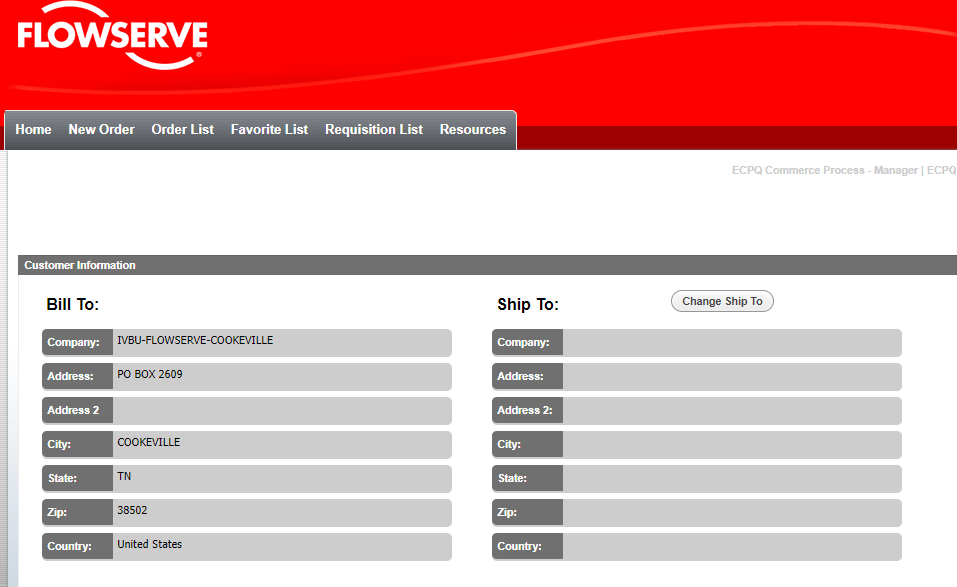 FLOWSERVE
Home New Order Order List Favorite List Requisition List Resources
ECPQ Commerce Process - Manager | ECPQ
Customer Information
Bill To:
Company: IVBU-FLOWSERVE-COOKEVILLE
Address: PO BOX 2609
Address 2
City: COOKEVILLE
State: TN
Zip: 38502
Country: United States
Ship To:
Change Ship To
Company:
Address:
Address 2:
City:
State:
Zip:
Country: